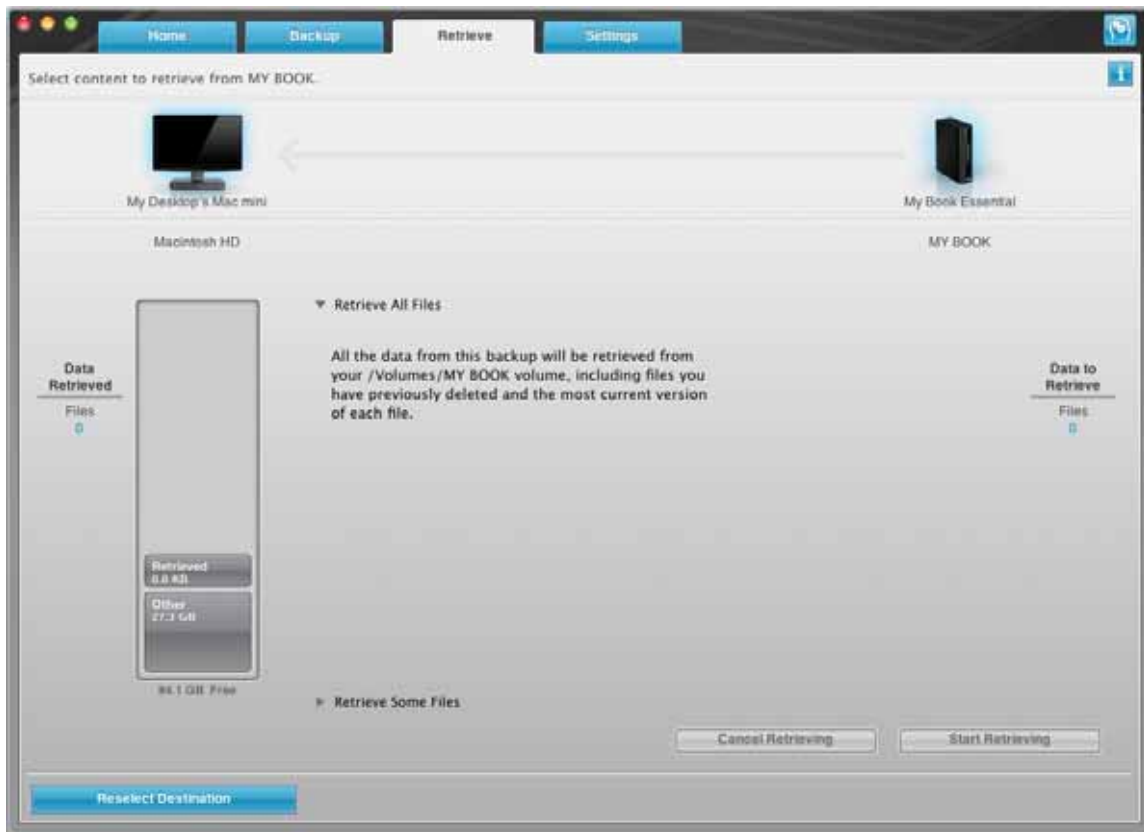 Home
Backup
Retrieve
Settings
Select content to retrieve from MY BOOK.
My Desktop's Mac mini
My Book Essential
Macintosh HD
MY BOOK
Retrieve All Files
All the data from this backup will be retrieved from
your /Volumes/MY BOOK volume, including files you
have previously deleted and the most current version
of each file.
Data
Retrieved
Files
0
Data to
Retrieve
Files
0
Retrieved
0.0 KB
Other
27.3 GB
Free
Retrieve Some Files
Cancel Retrieving
Start Retrieving
Reselect Destination